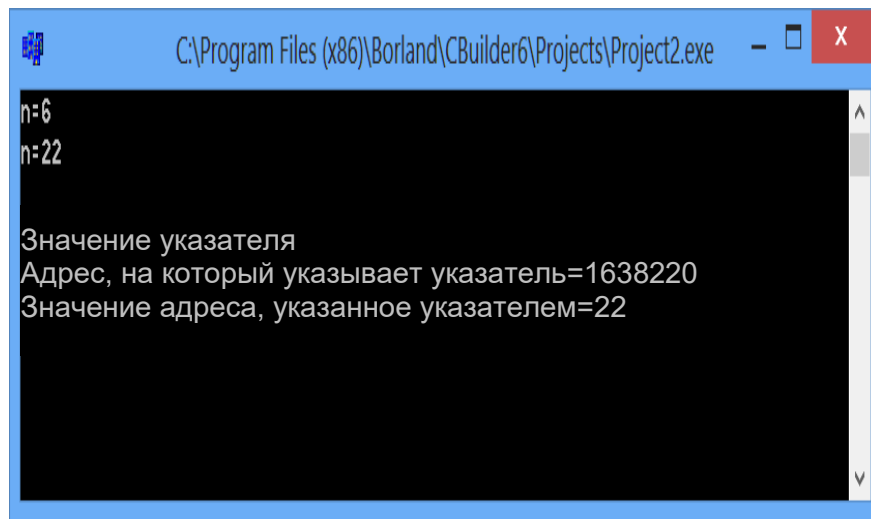 C:\Program Files (x86)\Borland\CBuilder6\Projects\Project2.exe
n=6
n=22
Значение указателя
Адрес, на который указывает указатель=1638220
Значение адреса, указанное указателем=22